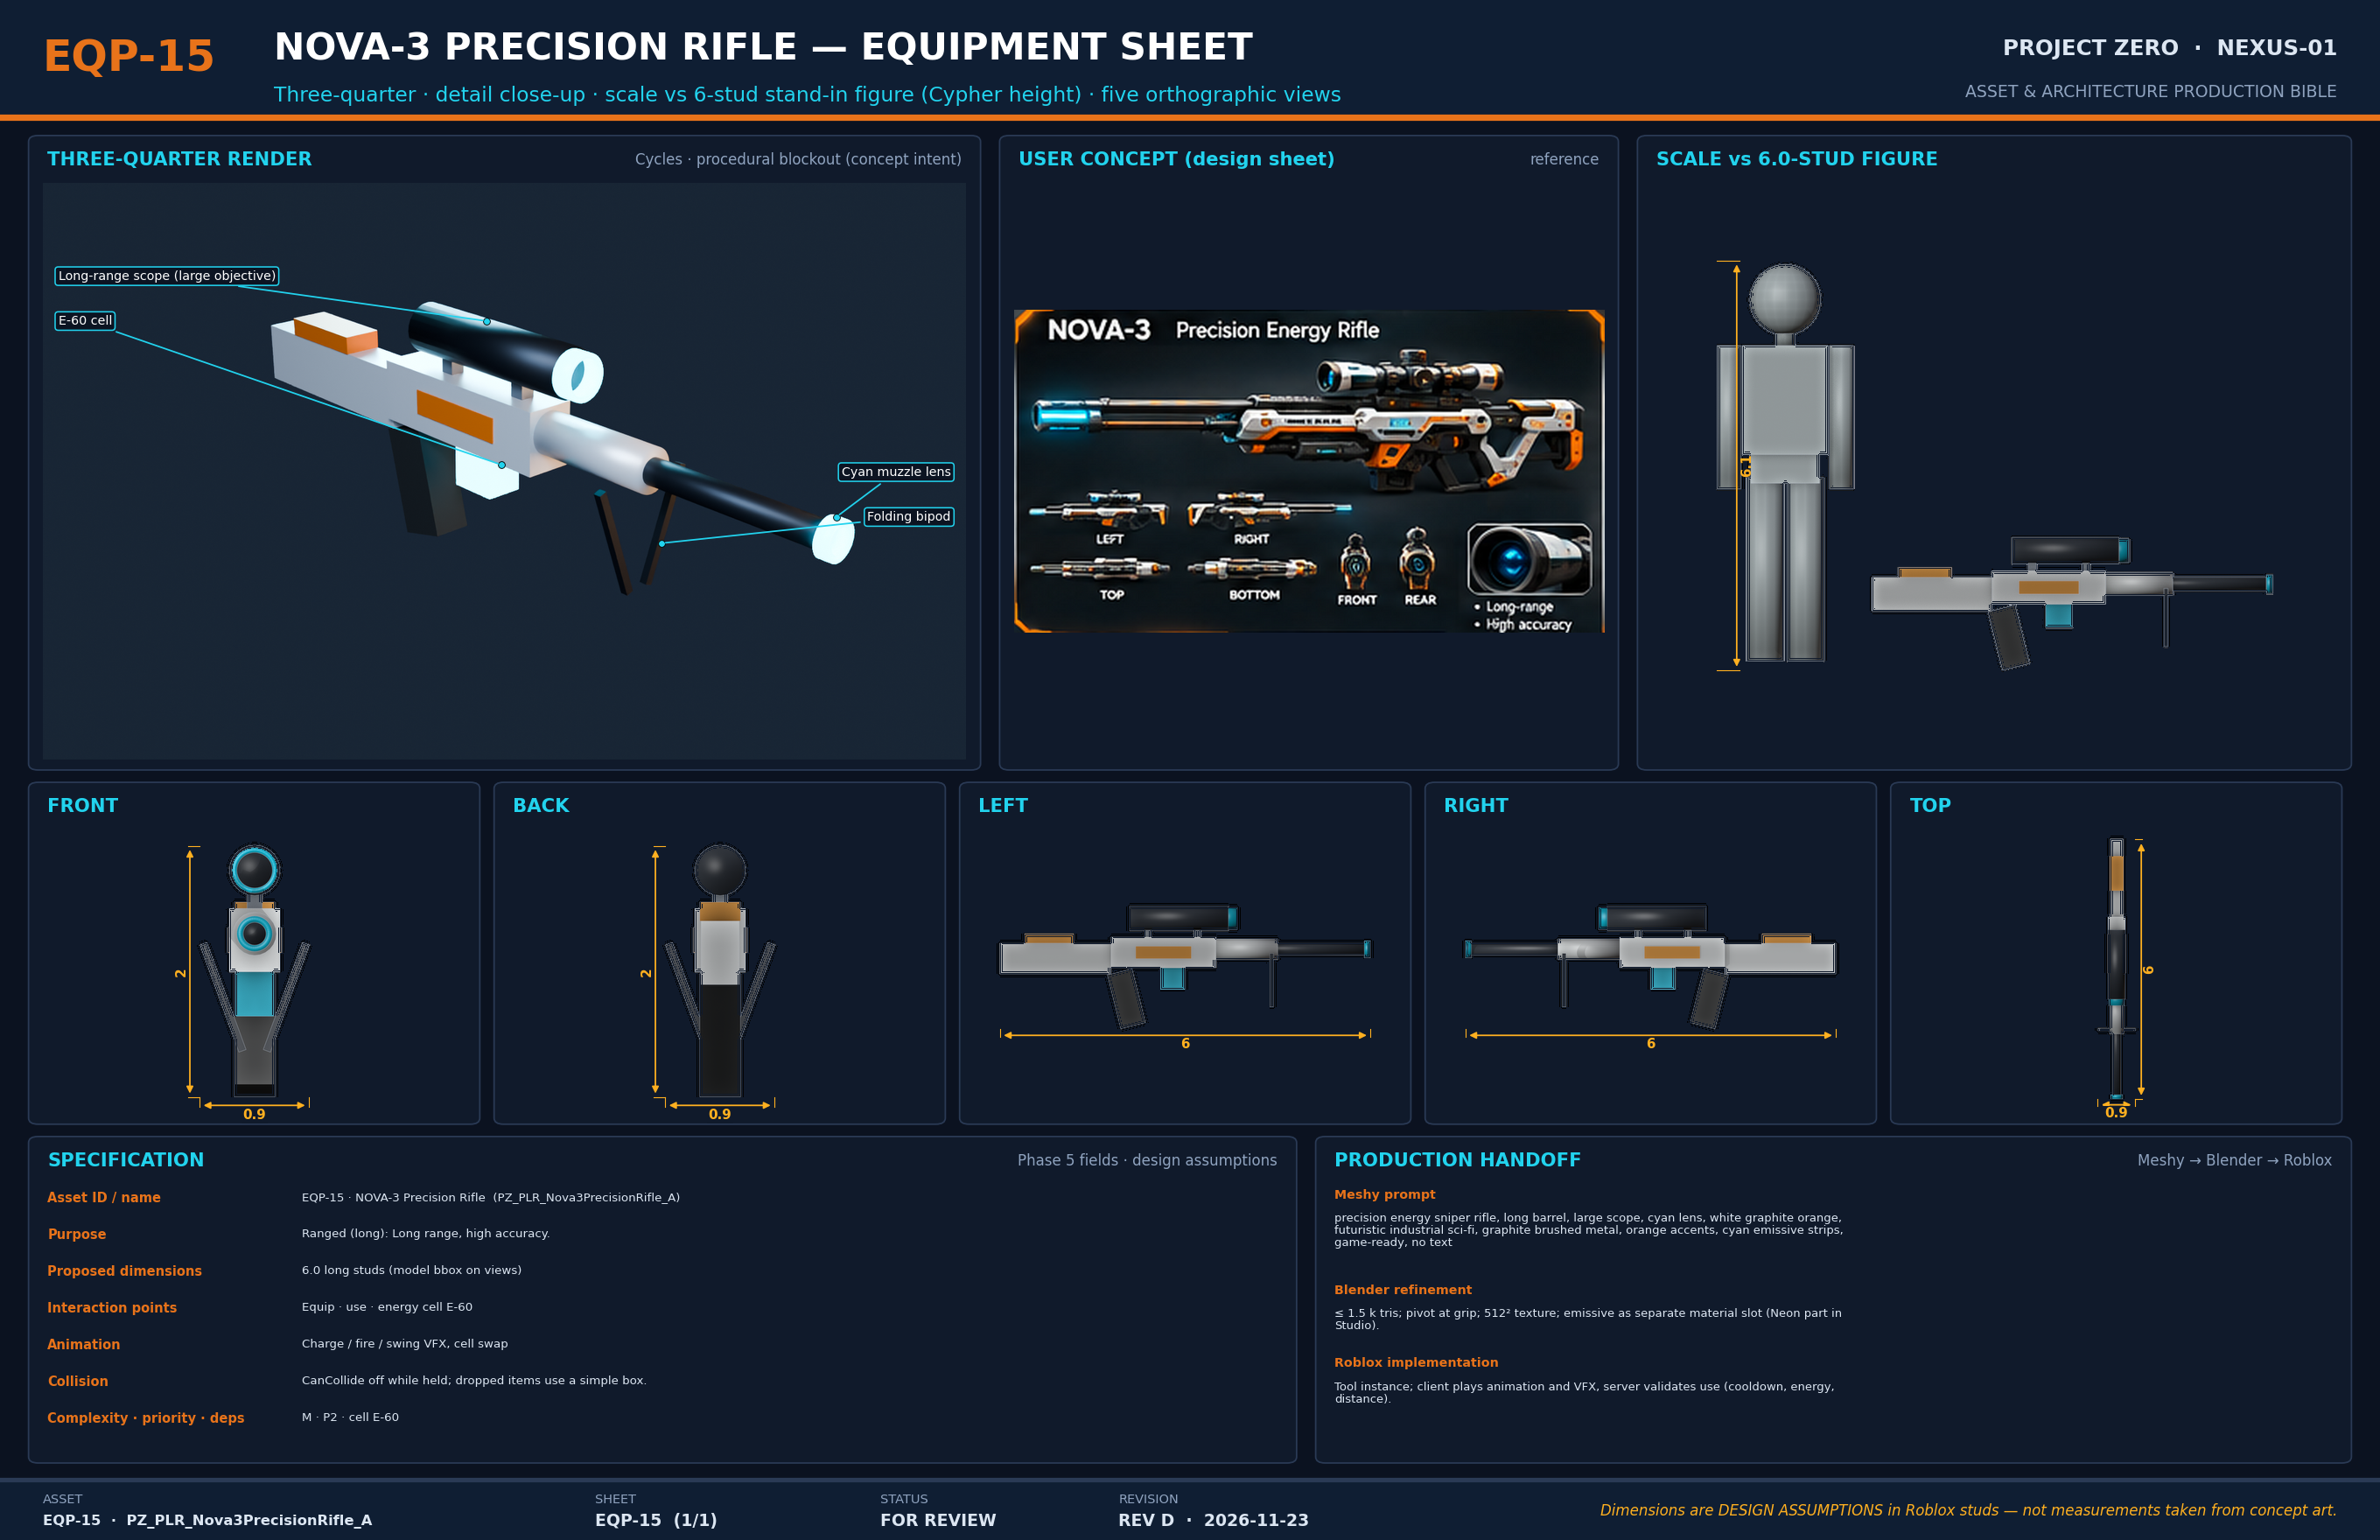 EQP-15
NOVA-3 PRECISION RIFLE — EQUIPMENT SHEET
Three-quarter · detail close-up · scale vs 6-stud stand-in figure (Cypher height) · five orthographic views
PROJECT ZERO · NEXUS-01
ASSET & ARCHITECTURE PRODUCTION BIBLE
THREE-QUARTER RENDER
Cycles · procedural blockout (concept intent)
Long-range scope (large objective)
E-60 cell
Cyan muzzle lens
Folding bipod
USER CONCEPT (design sheet)
reference
NOVA-3 Precision Energy Rifle
LEFT
RIGHT
TOP
BOTTOM
FRONT
REAR
• Long-range
• High accuracy
SCALE vs 6.0-STUD FIGURE
6.1
FRONT
2
0.9
BACK
2
0.9
LEFT
6
RIGHT
6
TOP
6
0.9
SPECIFICATION
Phase 5 fields · design assumptions
Asset ID / name
EQP-15 · NOVA-3 Precision Rifle (PZ_PLR_Nova3PrecisionRifle_A)
Purpose
Ranged (long): Long range, high accuracy.
Proposed dimensions
6.0 long studs (model bbox on views)
Interaction points
Equip · use · energy cell E-60
Animation
Charge / fire / swing VFX, cell swap
Collision
CanCollide off while held; dropped items use a simple box.
Complexity · priority · deps
M · P2 · cell E-60
PRODUCTION HANDOFF
Meshy → Blender → Roblox
Meshy prompt
precision energy sniper rifle, long barrel, large scope, cyan lens, white graphite orange,
futuristic industrial sci-fi, graphite brushed metal, orange accents, cyan emissive strips,
game-ready, no text
Blender refinement
≤ 1.5 k tris; pivot at grip; 512² texture; emissive as separate material slot (Neon part in
Studio).
Roblox implementation
Tool instance; client plays animation and VFX, server validates use (cooldown, energy,
distance).
ASSET
EQP-15 · PZ_PLR_Nova3PrecisionRifle_A
SHEET
EQP-15 (1/1)
STATUS
FOR REVIEW
REVISION
REV D · 2026-11-23
Dimensions are DESIGN ASSUMPTIONS in Roblox studs — not measurements taken from concept art.